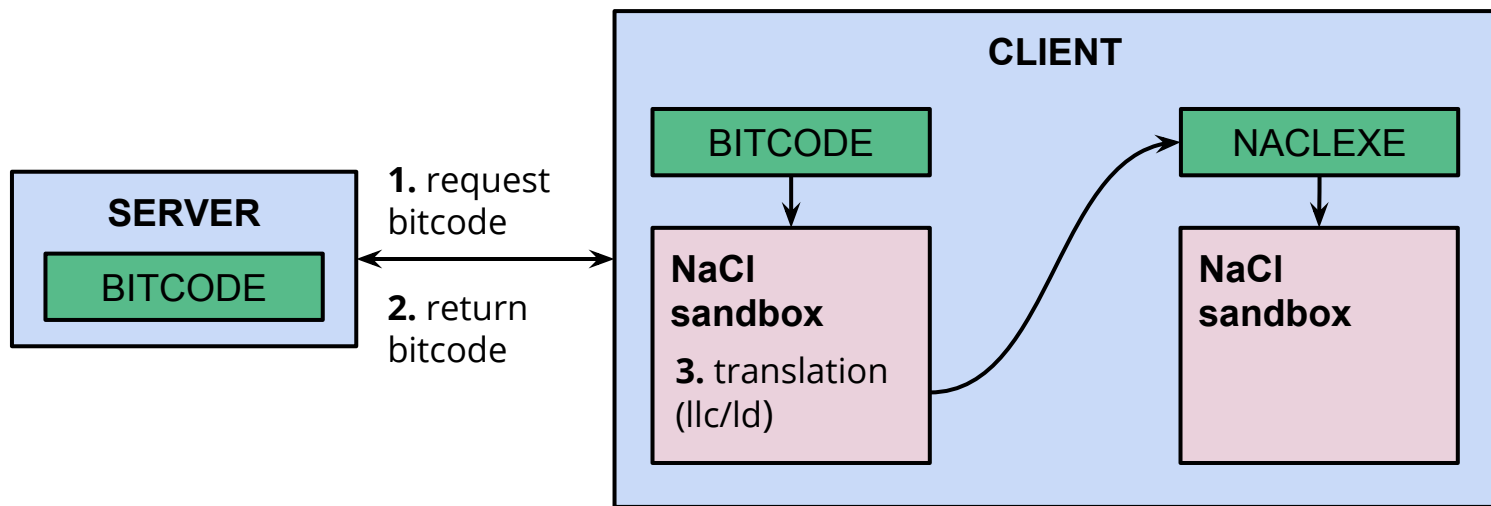 SERVER
BITCODE
1. request
bitcode
2. return
bitcode
CLIENT
BITCODE
NaCl
sandbox
3. translation
(llc/ld)
NACLEXE
NaCl
sandbox